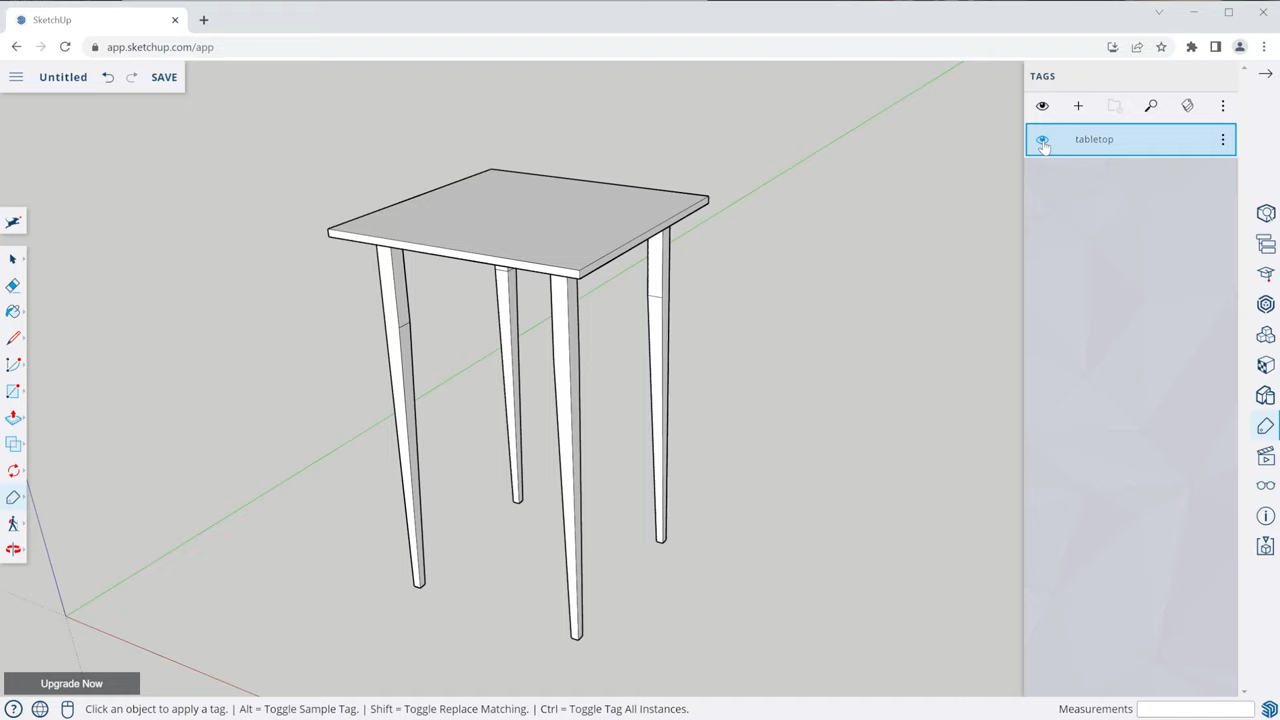 SketchUp
app.sketchup.com/app
Untitled
SAVE
TAGS
tabletop
Upgrade Now
Click an object to apply a tag. | Alt = Toggle Sample Tag. | Shift = Toggle Replace Matching. | Ctrl = Toggle Tag All Instances.
Measurements